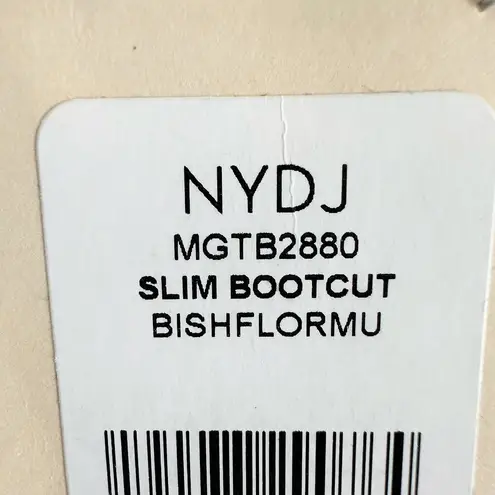 NYDJ
MGTB2880
SLIM BOOTCUT
BISHFLORMU